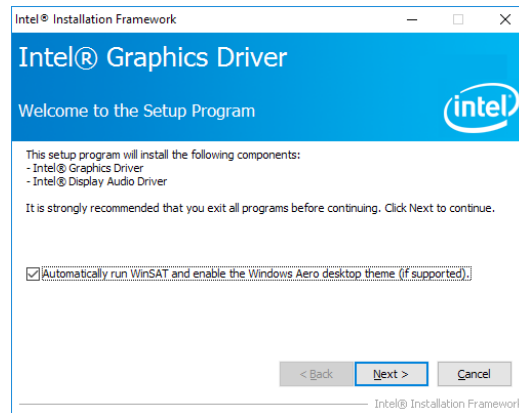 Intel® Installation Framework
Intel® Graphics Driver
Welcome to the Setup Program
intel
This setup program will install the following components:
- Intel® Graphics Driver
- Intel® Display Audio Driver
It is strongly recommended that you exit all programs before continuing. Click Next to continue.
Automatically run WinSAT and enable the Windows Aero desktop theme (if supported).
< Back Next > Cancel
Intel® Installation Framework